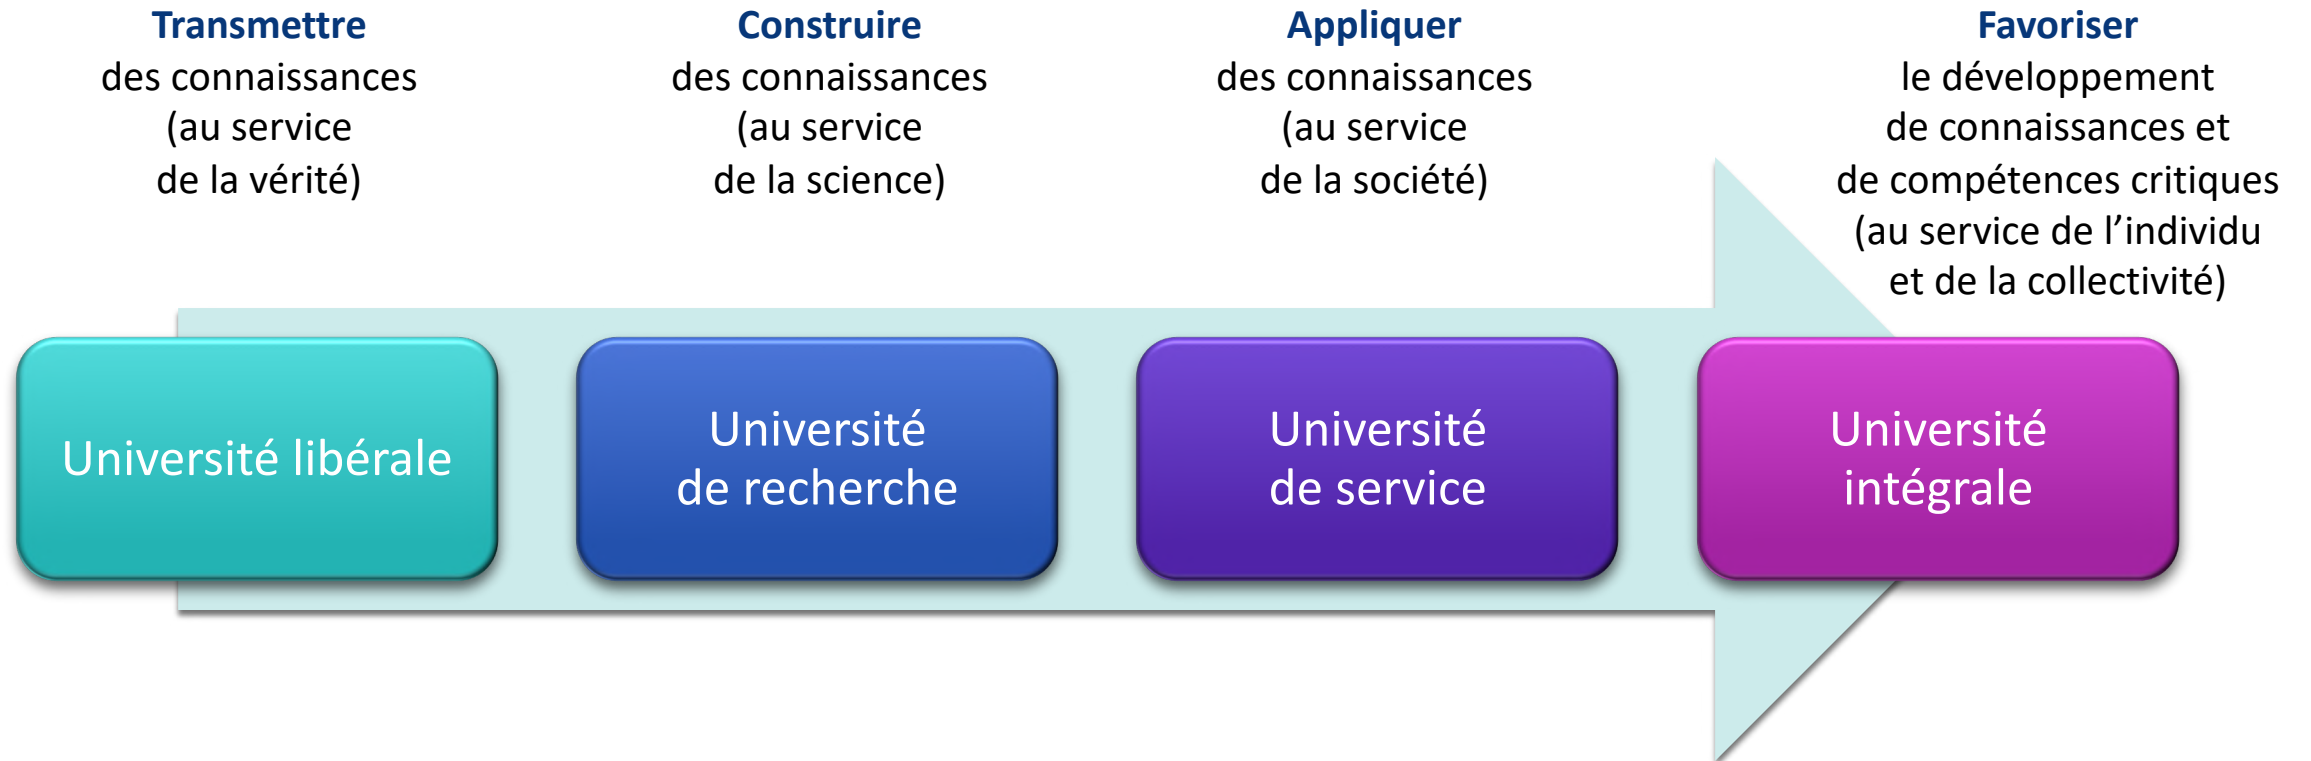 Transmettre
des connaissances
(au service
de la vérité)
Construire
des connaissances
(au service
de la science)
Appliquer
des connaissances
(au service
de la société)
Favoriser
le développement
de connaissances et
de compétences critiques
(au service de l’individu
et de la collectivité)
Université libérale
Université
de recherche
Université
de service
Université
intégrale